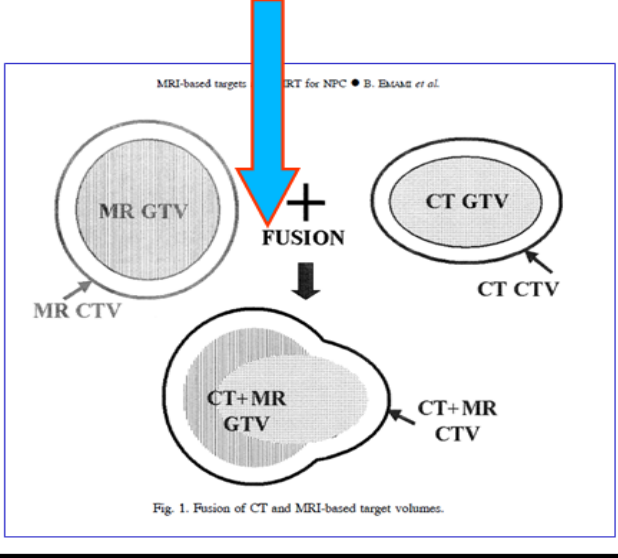 MRI-based targets RT for NPC ● B. EMAMI et al.
MR GTV
+
FUSION
CT GTV
MR CTV
CT CTV
CT+MR
GTV
CT+MR
CTV
Fig. 1. Fusion of CT and MRI-based target volumes.